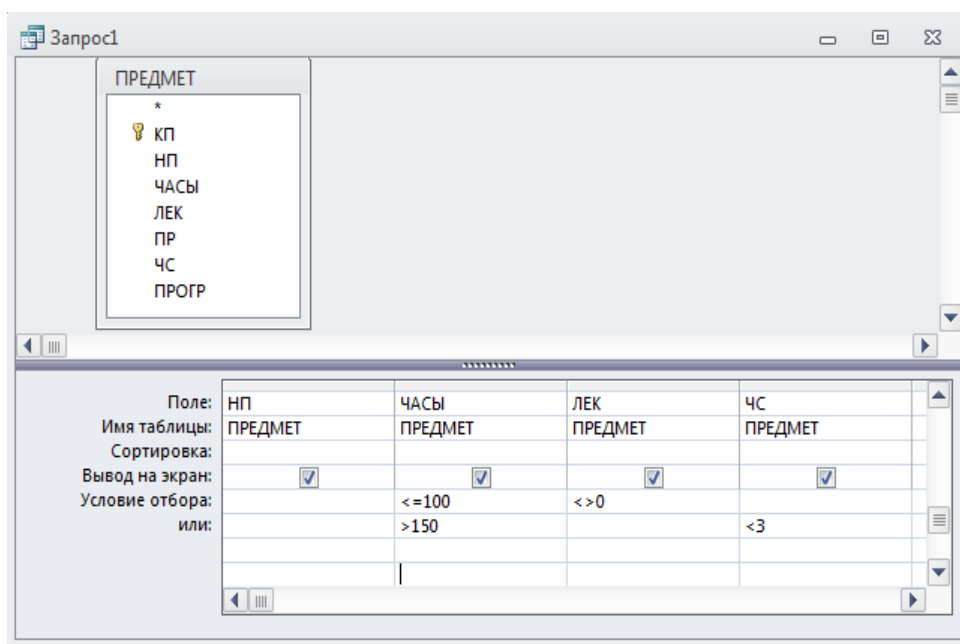 Запрос1
ПРЕДМЕТ
*
КП
НП
ЧАСЫ
ЛЕК
ПР
ЧС
ПРОГР
Поле: НП ЧАСЫ ЛЕК ЧС
Имя таблицы: ПРЕДМЕТ ПРЕДМЕТ ПРЕДМЕТ ПРЕДМЕТ
Сортировка:
Вывод на экран:
Условие отбора: <=100 <>0
или: >150 <3